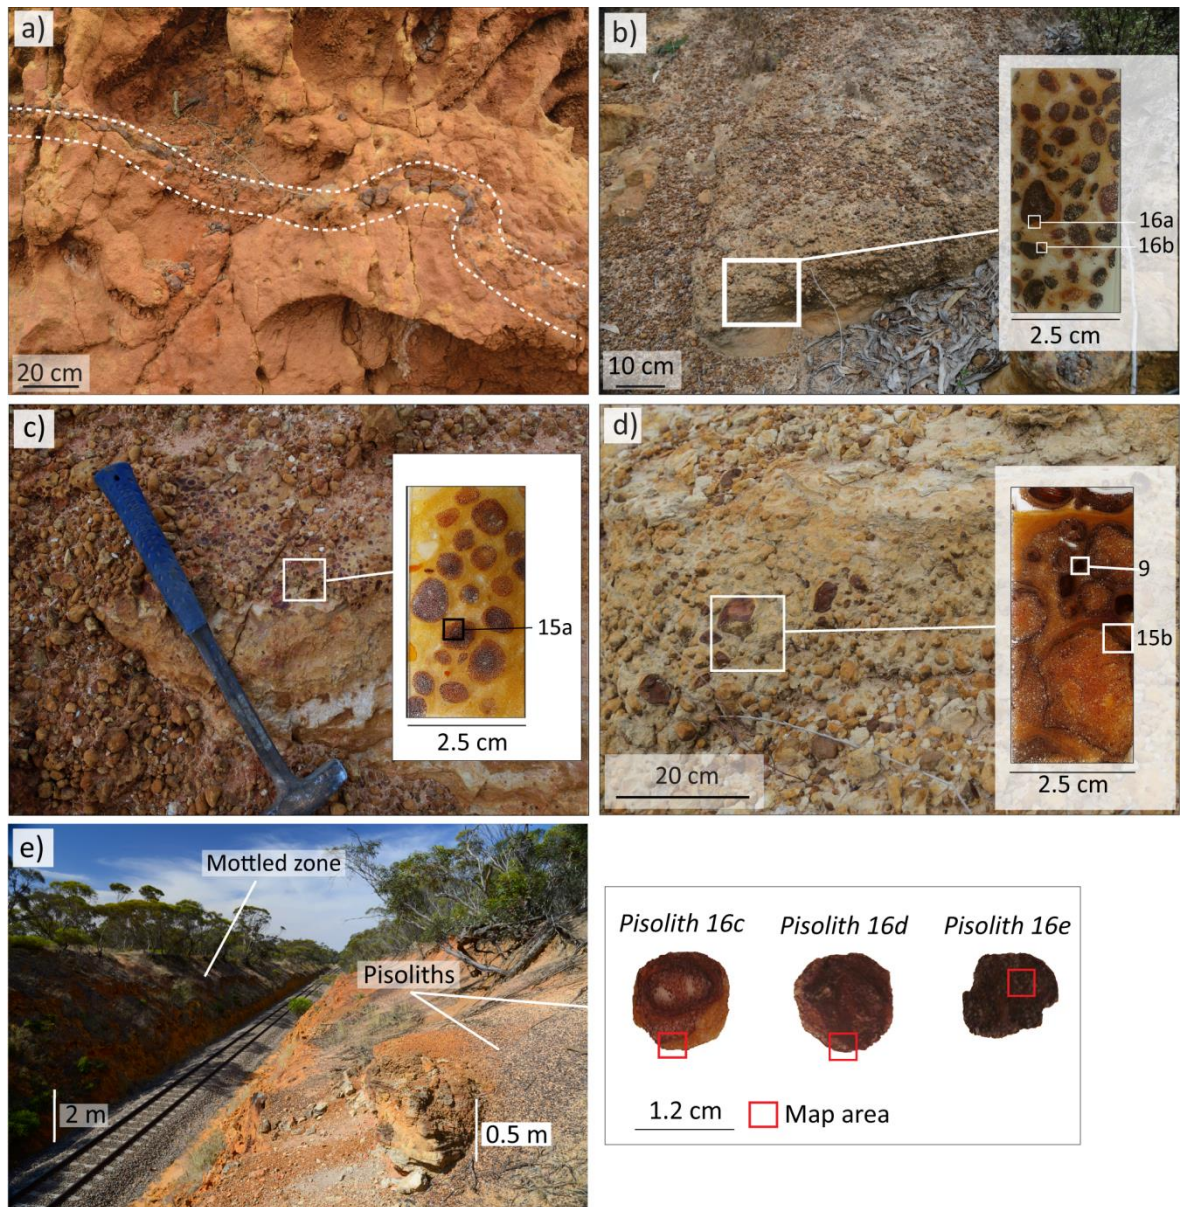 a)
20 cm
b)
16a
16b
2.5 cm
10 cm
c)
15a
2.5 cm
d)
9
15b
2.5 cm
20 cm
e)
Mottled zone
Pisoliths
2 m
0.5 m
Pisolith 16c
Pisolith 16d
Pisolith 16e
1.2 cm
Map area